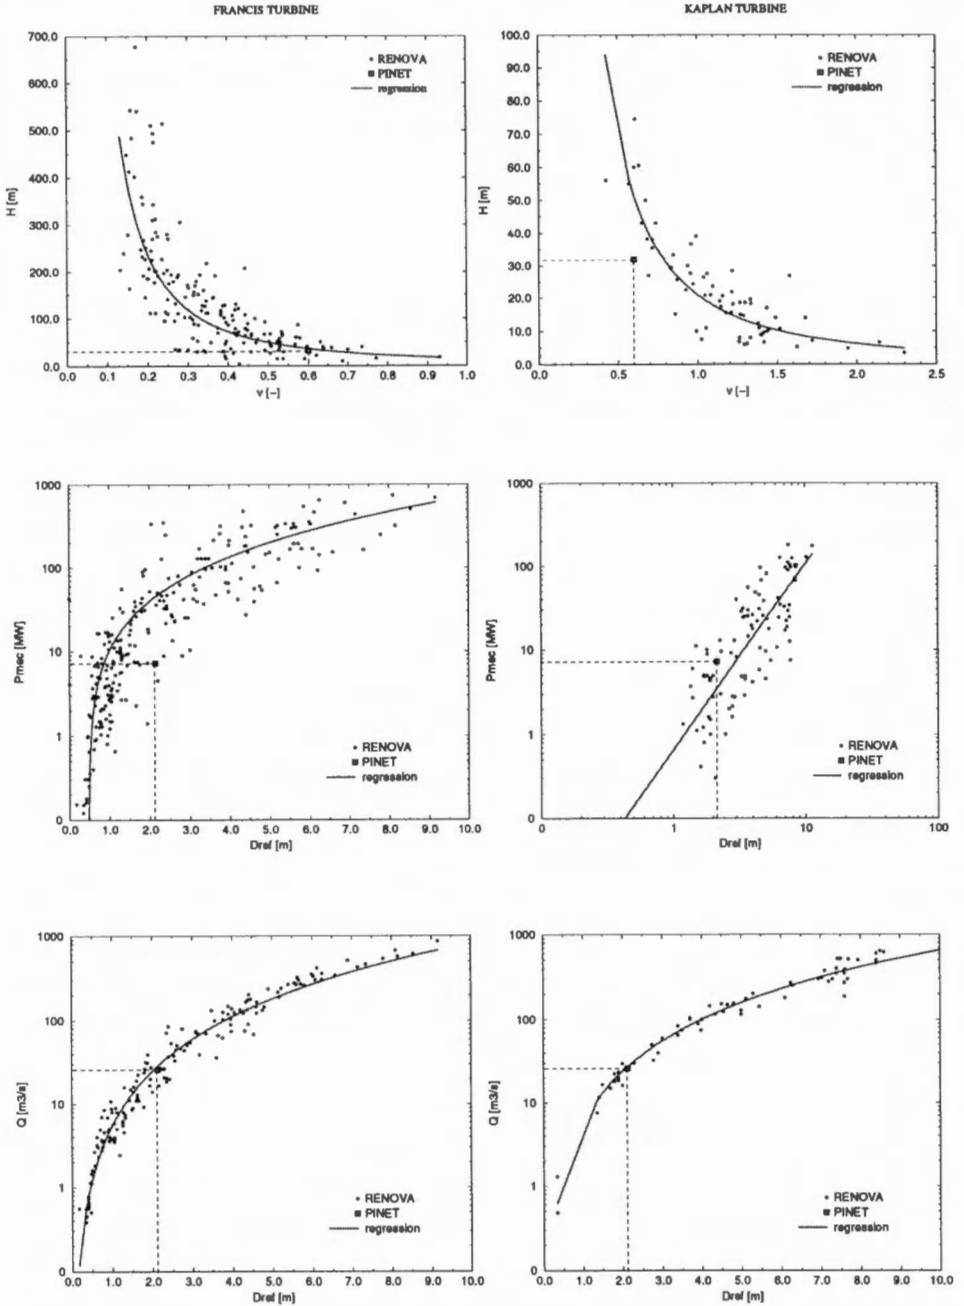 FRANCIS TURBINE
KAPLAN TURBINE
700.0
600.0
500.0
400.0
300.0
200.0
100.0
0.0
H [m]
RENOVA
PINET
regression
0.0 0.1 0.2 0.3 0.4 0.5 0.6 0.7 0.8 0.9 1.0
v [–]
100.0
90.0
80.0
70.0
60.0
50.0
40.0
30.0
20.0
10.0
0.0
H [m]
RENOVA
PINET
regression
0.0 0.5 1.0 1.5 2.0 2.5
v [–]
1000
100
10
1
0
Pmec [MW]
RENOVA
PINET
regression
0.0 1.0 2.0 3.0 4.0 5.0 6.0 7.0 8.0 9.0 10.0
Dref [m]
1000
100
10
1
0
Pmec [MW]
RENOVA
PINET
regression
0 1 10 100
Dref [m]
1000
100
10
1
0
Q [m3/s]
RENOVA
PINET
regression
0.0 1.0 2.0 3.0 4.0 5.0 6.0 7.0 8.0 9.0 10.0
Dref [m]
1000
100
10
1
0
Q [m3/s]
RENOVA
PINET
regression
0.0 1.0 2.0 3.0 4.0 5.0 6.0 7.0 8.0 9.0 10.0
Dref [m]